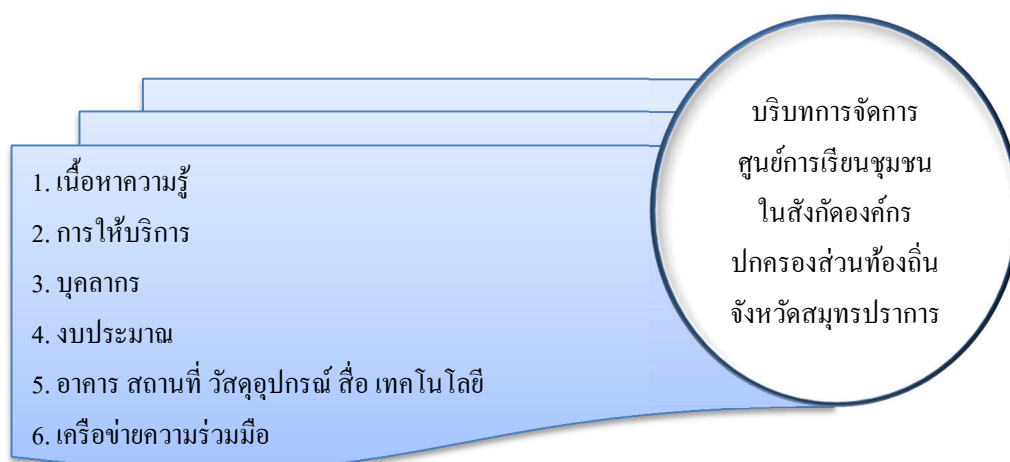 1. เนื้อหาความรู้
2. การให้บริการ
3. บุคลากร
4. งบประมาณ
5. อาคาร สถานที่ วัสดุอุปกรณ์ สื่อ เทคโนโลยี
6. เครือข่ายความร่วมมือ
บริบทการจัดการ
ศูนย์การเรียนชุมชน
ในสังกัดองค์กร
ปกครองส่วนท้องถิ่น
จังหวัดสมุทรปราการ